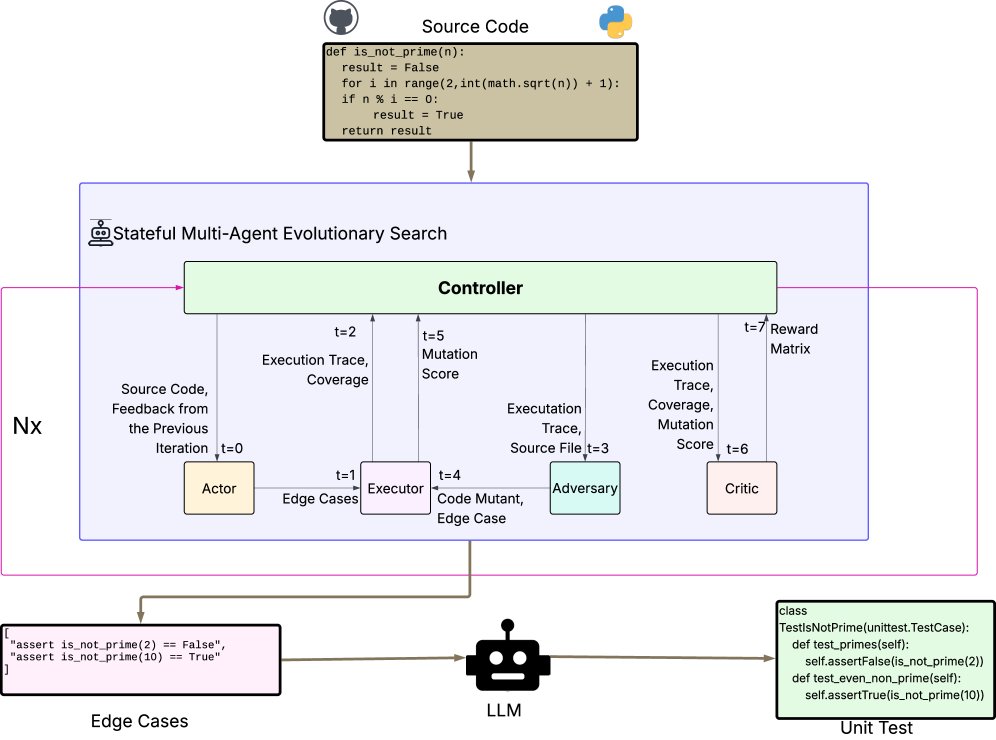 Source Code
def is_not_prime(n):
result = False
for i in range(2,int(math.sqrt(n)) + 1):
if n % i == 0:
result = True
return result
Stateful Multi-Agent Evolutionary Search
Controller
Nx
Source Code,
Feedback from
the Previous
Iteration
t=0
t=2
Execution Trace,
Coverage
t=5
Mutation
Score
Executation
Trace,
Source File
t=3
Execution
Trace,
Coverage,
Mutation
Score
t=6
t=7
Reward
Matrix
Actor
t=1
Edge Cases
Executor
t=4
Code Mutant,
Edge Case
Adversary
Critic
[
"assert is_not_prime(2) == False",
"assert is_not_prime(10) == True"
]
Edge Cases
LLM
class
TestIsNotPrime(unittest.TestCase):
def test_primes(self):
self.assertFalse(is_not_prime(2))
def test_even_non_prime(self):
self.assertTrue(is_not_prime(10))
Unit Test